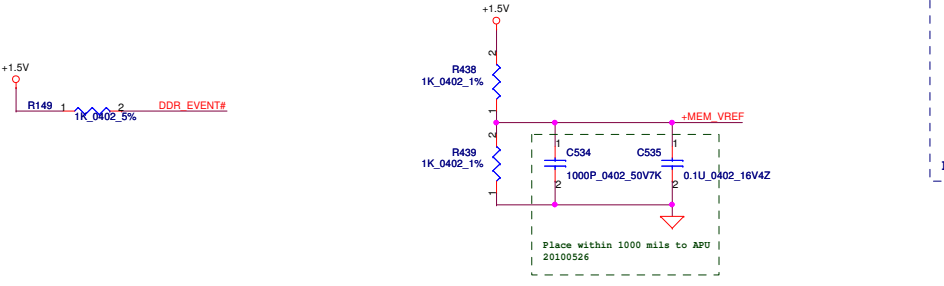 +1.5V
R149
1
2
DDR_EVENT#
1K_0402_5%
+1.5V
2
R438
1K_0402_1%
1
+MEM_VREF
2
R439
1K_0402_1%
1
1
C534
1000P_0402_50V7K
2
1
C535
0.1U_0402_16V4Z
2
Place within 1000 mils to APU
20100526